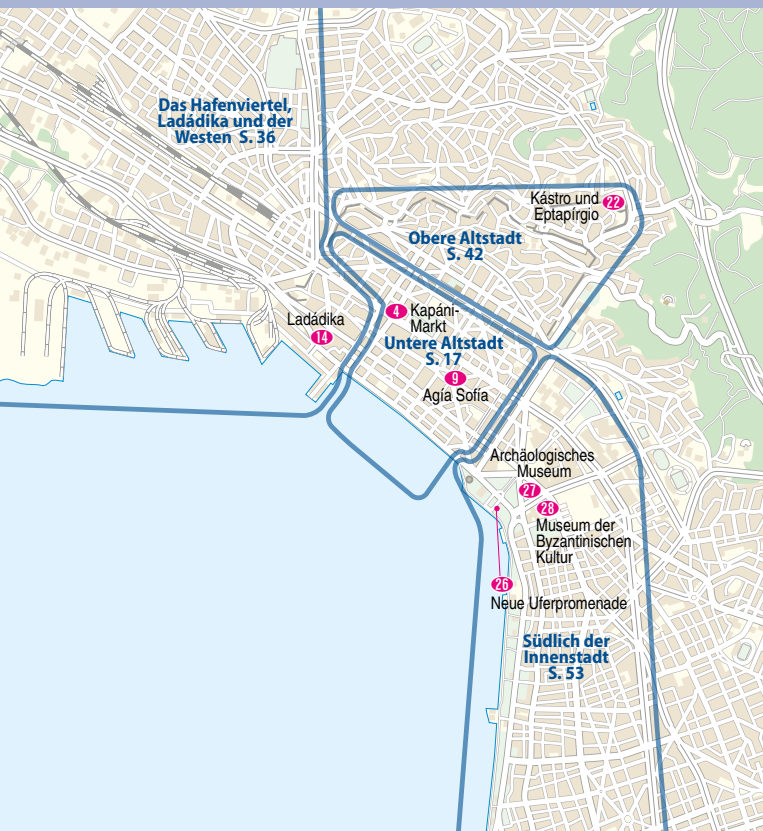 Das Hafenviertel,
Ladádika und der
Westen S. 36
Kástro und
Eptapírgio
22
Obere Altstadt
S. 42
Ladádika
14
4
Kapáni-
Markt
Untere Altstadt
S. 17
9
Agía Sofía
Archäologisches
Museum
27
28
Museum der
Byzantinischen
Kultur
26
Neue Uferpromenade
Südlich der
Innenstadt
S. 53